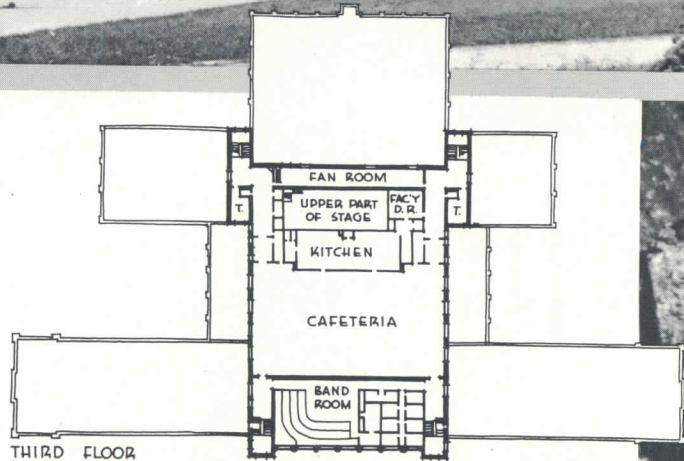 FAN ROOM
UPPER PART
OF STAGE
FAC'Y
D.R.
T.
T.
KITCHEN
CAFETERIA
BAND
ROOM
THIRD FLOOR